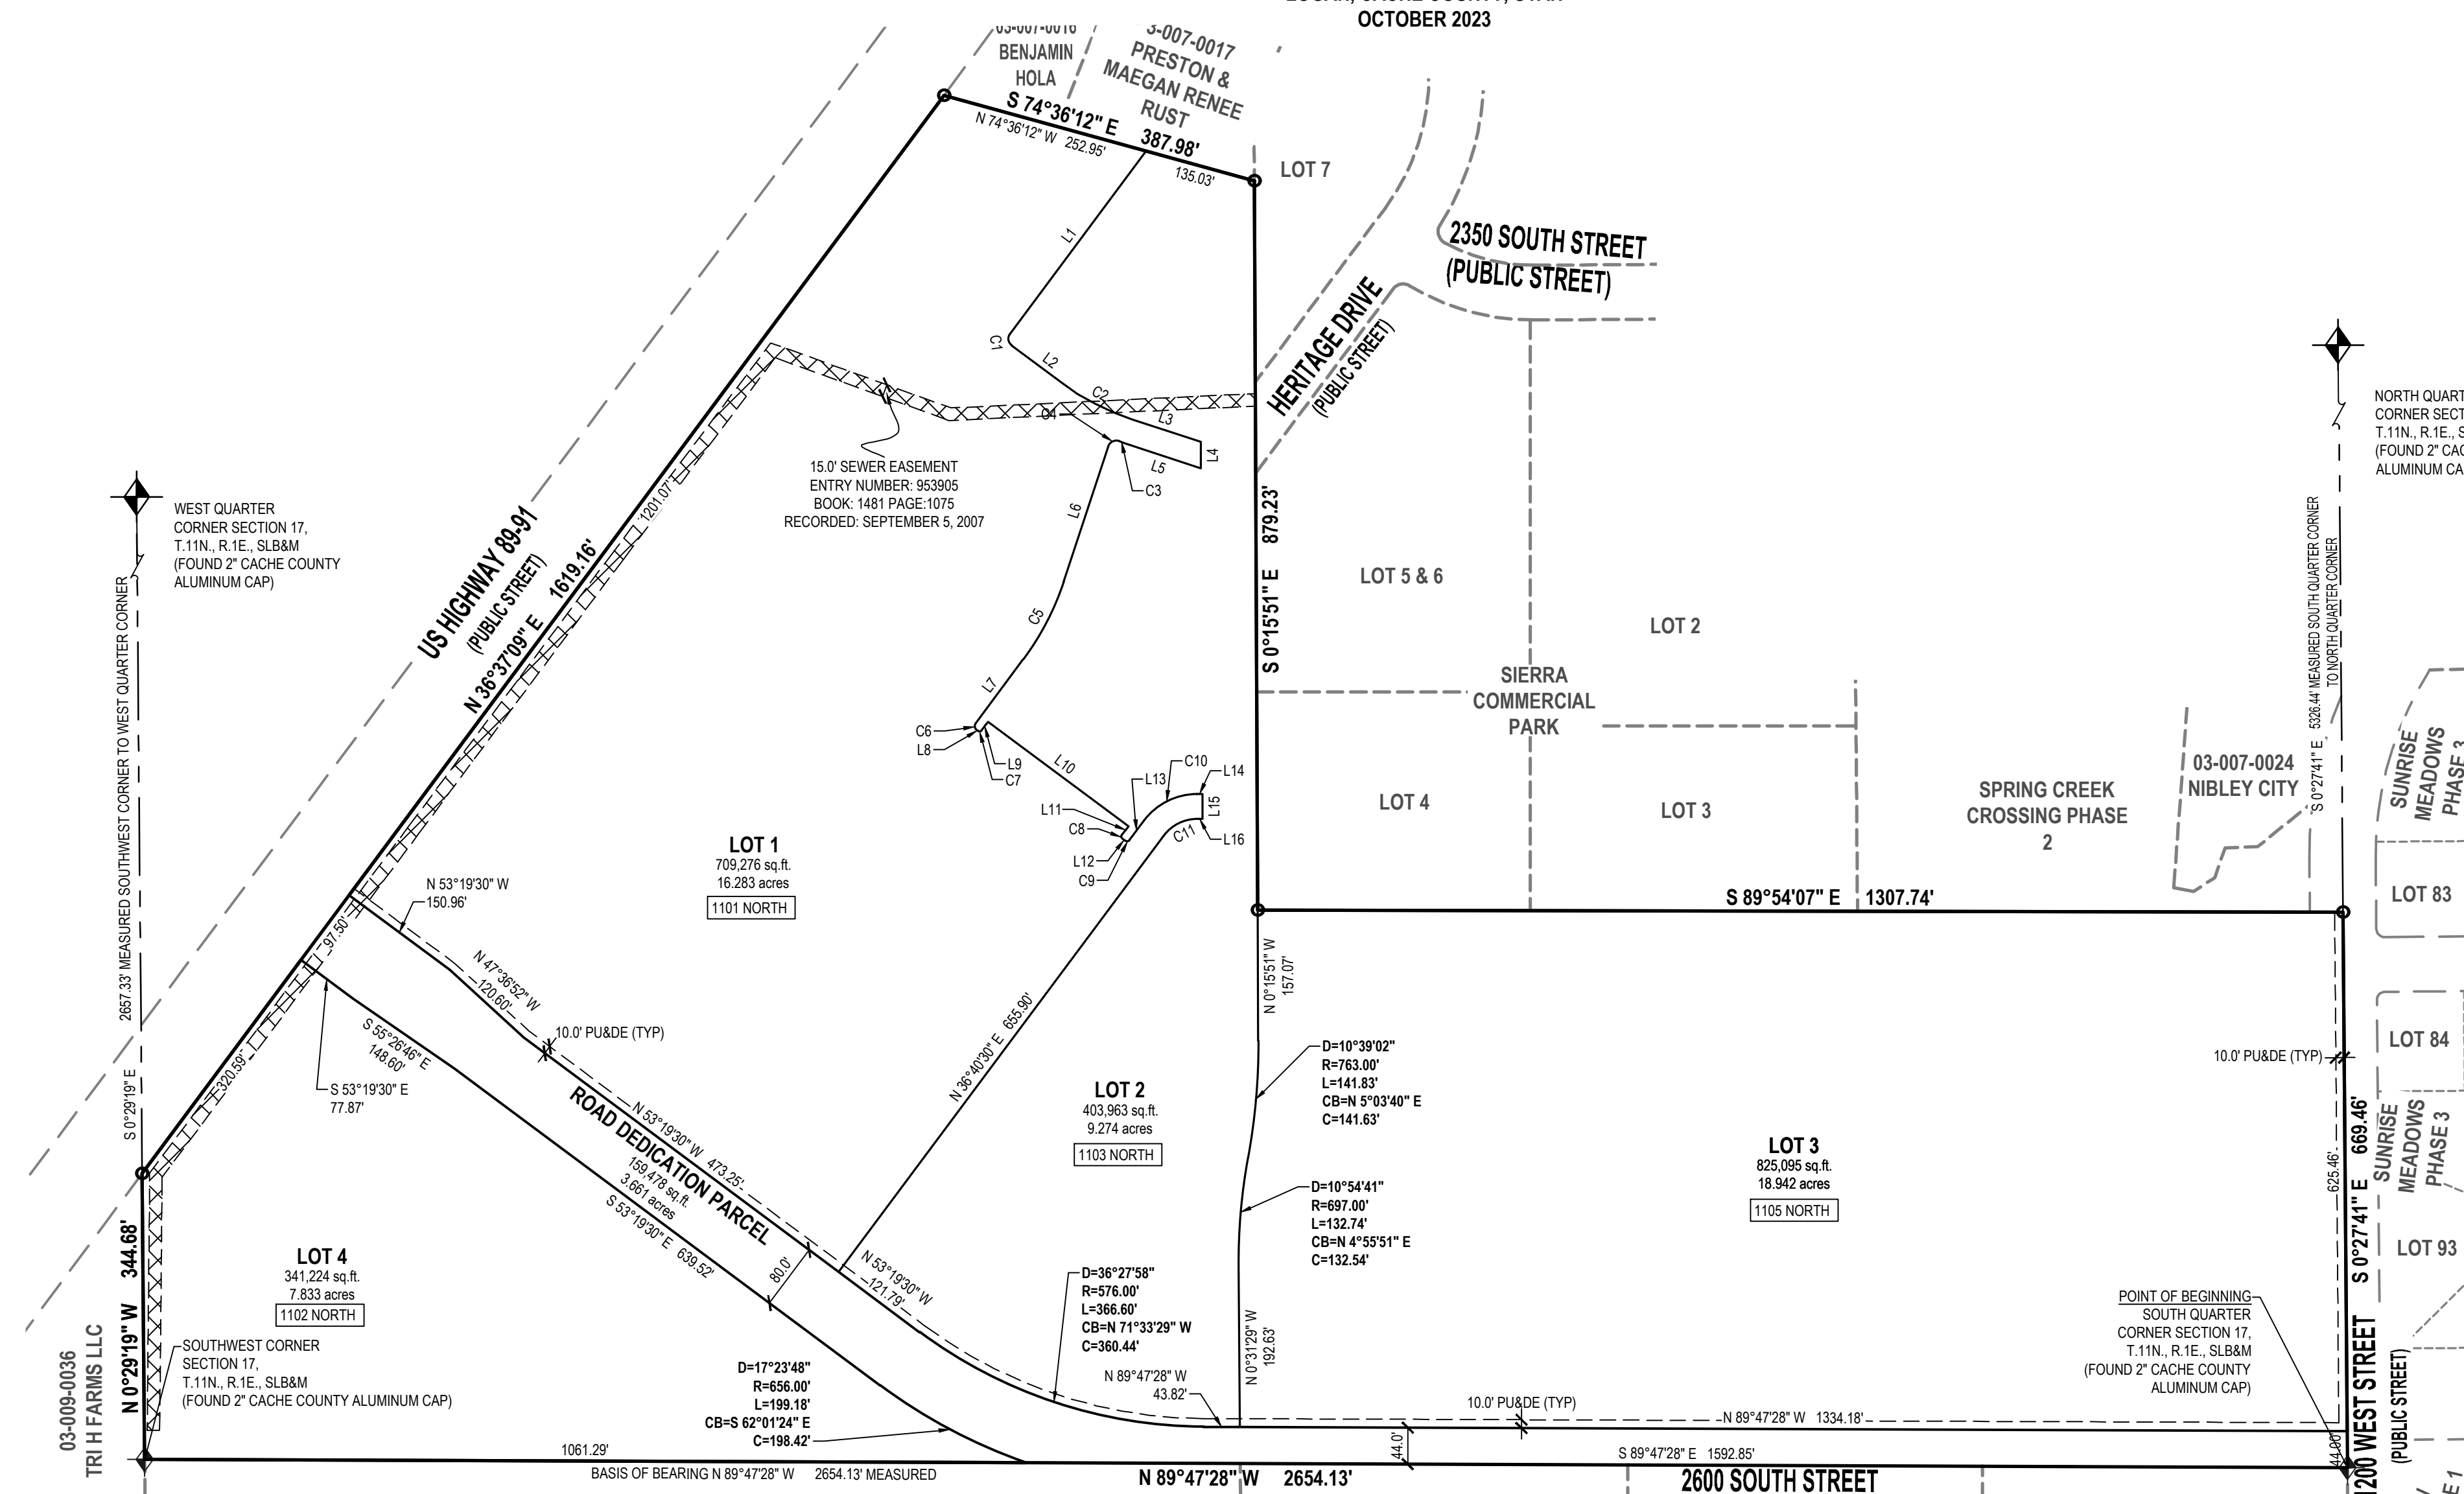 OCTOBER 2023
BENJAMIN
HOLA
3-007-0017
PRESTON &
MAEGAN RENEE
RUST
S 74°36'12" E 387.98'
N 74°36'12" W 252.95'
135.03'
LOT 7
2350 SOUTH STREET
(PUBLIC STREET)
HERITAGE DRIVE
(PUBLIC STREET)
L1
C1
L2
C2
C4
L3
L4
L5
C3
L6
C5
L7
C6
L8
L9
C7
L10
L11
C8
L12
C9
L13
C10
L14
L15
C11
L16
15.0' SEWER EASEMENT
ENTRY NUMBER: 953905
BOOK: 1481 PAGE:1075
RECORDED: SEPTEMBER 5, 2007
WEST QUARTER
CORNER SECTION 17,
T.11N., R.1E., SLB&M
(FOUND 2" CACHE COUNTY
ALUMINUM CAP)
2657.33' MEASURED SOUTHWEST CORNER TO WEST QUARTER CORNER
S 0°29'19" E
US HIGHWAY 89-91
(PUBLIC STREET)
N 36°37'09" E 1619.16'
1201.07'
97.50'
320.59'
S 0°15'51" E 879.23'
LOT 5 & 6
LOT 2
SIERRA
COMMERCIAL
PARK
LOT 4
LOT 3
SPRING CREEK
CROSSING PHASE
2
03-007-0024
NIBLEY CITY
NORTH QUART
CORNER SECT
T.11N., R.1E., S
(FOUND 2" CAC
ALUMINUM CA
S 0°27'41" E 5326.44' MEASURED SOUTH QUARTER CORNER
TO NORTH QUARTER CORNER
SUNRISE
MEADOWS
PHASE 3
LOT 83
LOT 84
SUNRISE
MEADOWS
PHASE 3
LOT 93
S 89°54'07" E 1307.74'
LOT 1
709,276 sq.ft.
16.283 acres
1101 NORTH
N 53°19'30" W
150.96'
N 47°36'52" W
120.60'
10.0' PU&DE (TYP)
S 55°26'46" E
148.60'
S 53°19'30" E
77.87'
N 53°19'30" W 473.25'
ROAD DEDICATION PARCEL
159,478 sq.ft.
3.661 acres
S 53°19'30" E 639.52'
80.0'
N 53°19'30" W
121.79'
N 36°40'30" E 655.90'
LOT 2
403,963 sq.ft.
9.274 acres
1103 NORTH
N 0°15'51" W
157.07'
D=10°39'02"
R=763.00'
L=141.83'
CB=N 5°03'40" E
C=141.63'
D=10°54'41"
R=697.00'
L=132.74'
CB=N 4°55'51" E
C=132.54'
N 0°31'29" W
192.63'
LOT 3
825,095 sq.ft.
18.942 acres
1105 NORTH
10.0' PU&DE (TYP)
625.46'
S 0°27'41" E 669.46'
LOT 4
341,224 sq.ft.
7.833 acres
1102 NORTH
N 0°29'19" W 344.68'
03-009-0036
TRI H FARMS LLC
SOUTHWEST CORNER
SECTION 17,
T.11N., R.1E., SLB&M
(FOUND 2" CACHE COUNTY ALUMINUM CAP)
D=36°27'58"
R=576.00'
L=366.60'
CB=N 71°33'29" W
C=360.44'
D=17°23'48"
R=656.00'
L=199.18'
CB=S 62°01'24" E
C=198.42'
N 89°47'28" W
43.82'
10.0' PU&DE (TYP)
N 89°47'28" W 1334.18'
POINT OF BEGINNING
SOUTH QUARTER
CORNER SECTION 17,
T.11N., R.1E., SLB&M
(FOUND 2" CACHE COUNTY
ALUMINUM CAP)
1061.29'
44.0'
S 89°47'28" E 1592.85'
44.00'
BASIS OF BEARING N 89°47'28" W 2654.13' MEASURED
N 89°47'28" W 2654.13'
2600 SOUTH STREET
1200 WEST STREET
(PUBLIC STREET)